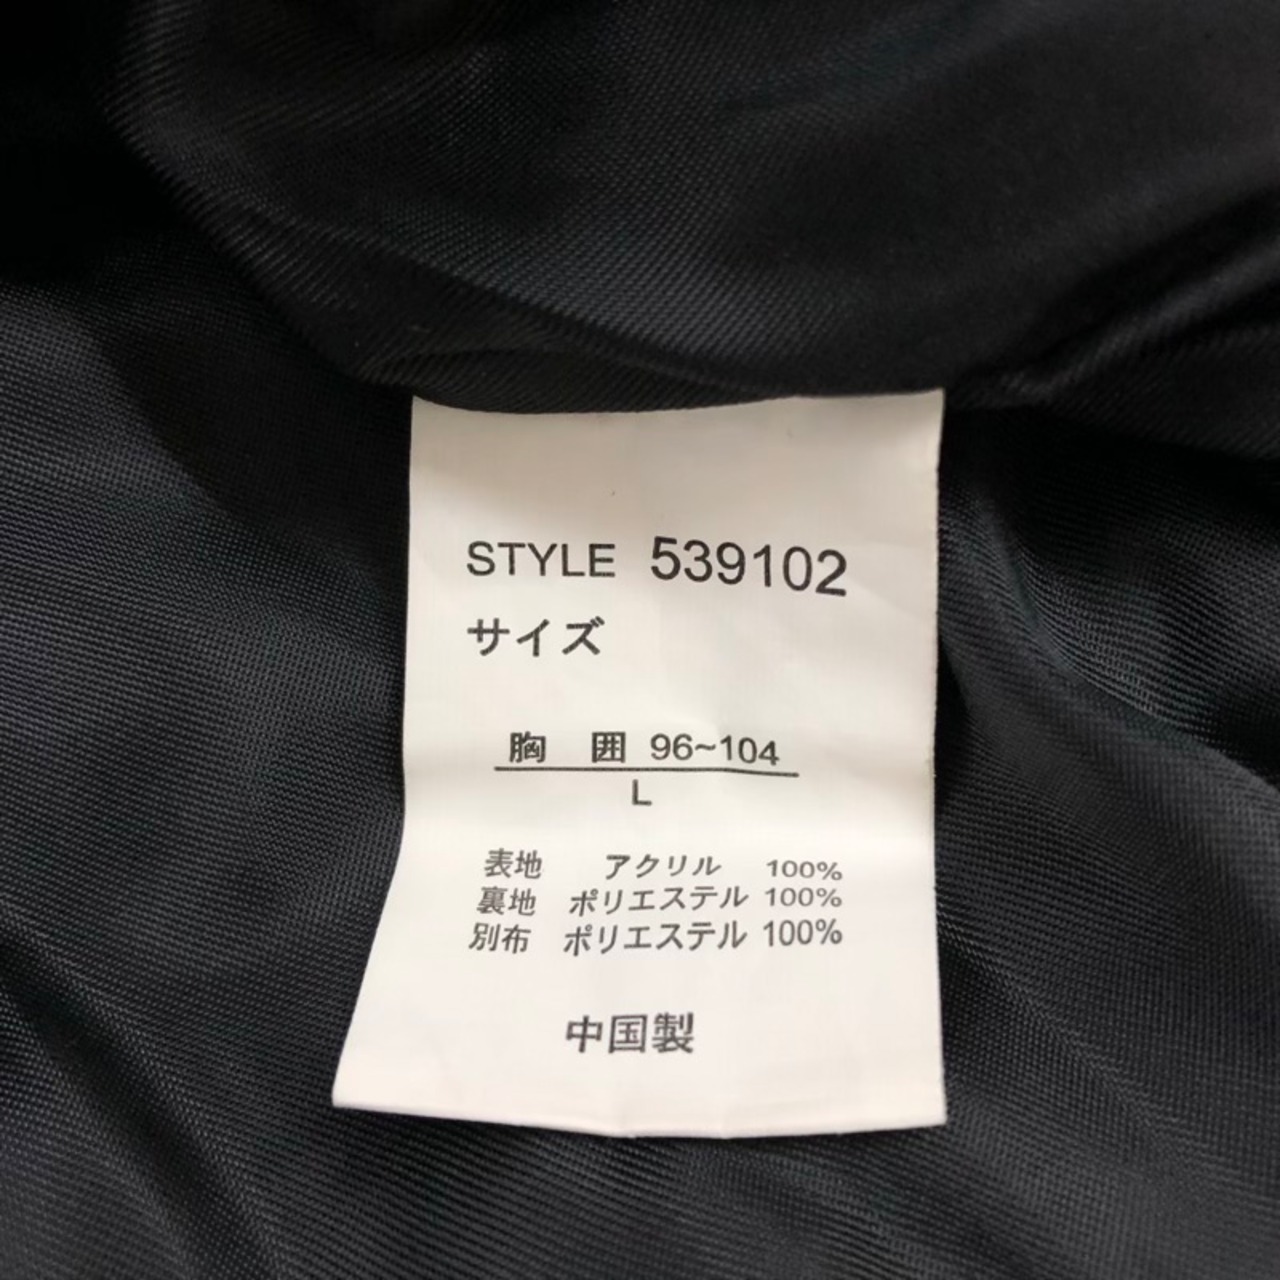 STYLE 539102
サイズ
胸 囲 96~104
L
表地 アクリル 100%
裏地 ポリエステル 100%
別布 ポリエステル 100%
中国製